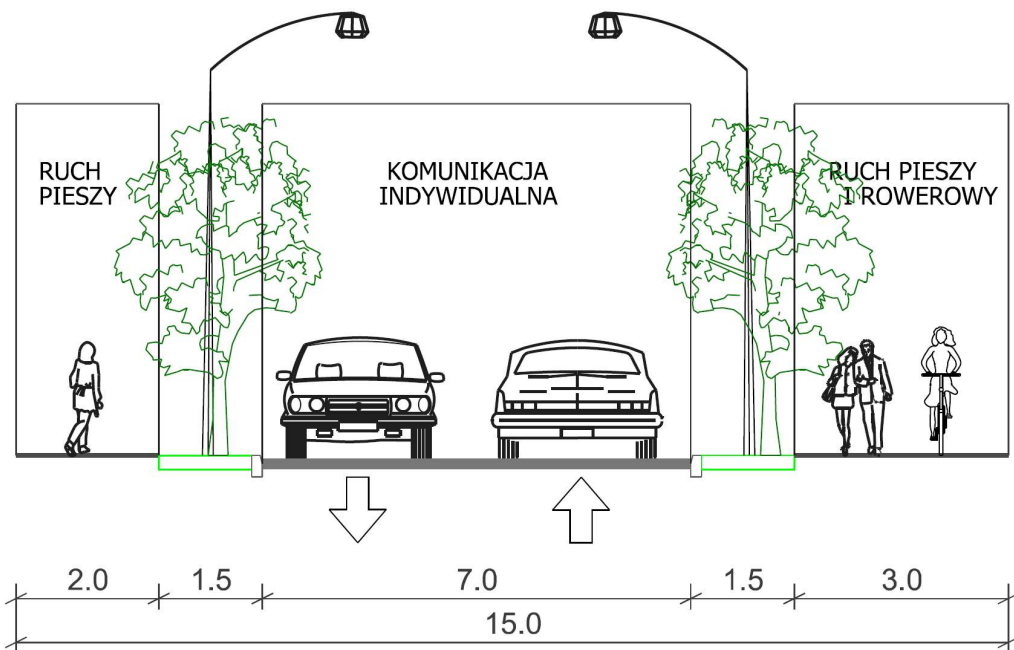 RUCH
PIESZY
KOMUNIKACJA
INDYWIDUALNA
RUCH PIESZY
I ROWEROWY
2.0 1.5 7.0 1.5 3.0
15.0